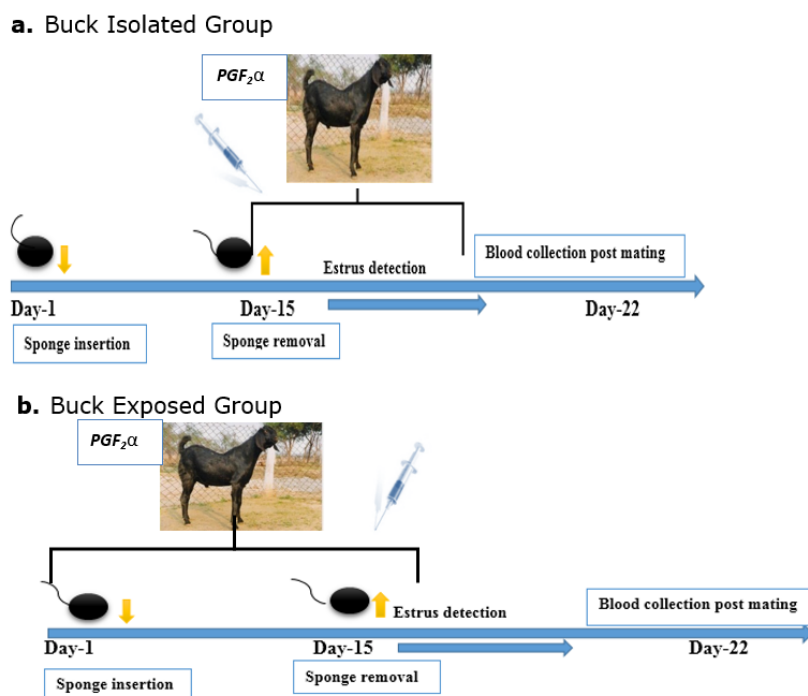 a. Buck Isolated Group
PGF₂α
Estrus detection
Blood collection post mating
Day-1
Day-15
Day-22
Sponge insertion
Sponge removal
b. Buck Exposed Group
PGF₂α
Estrus detection
Blood collection post mating
Day-1
Day-15
Day-22
Sponge insertion
Sponge removal